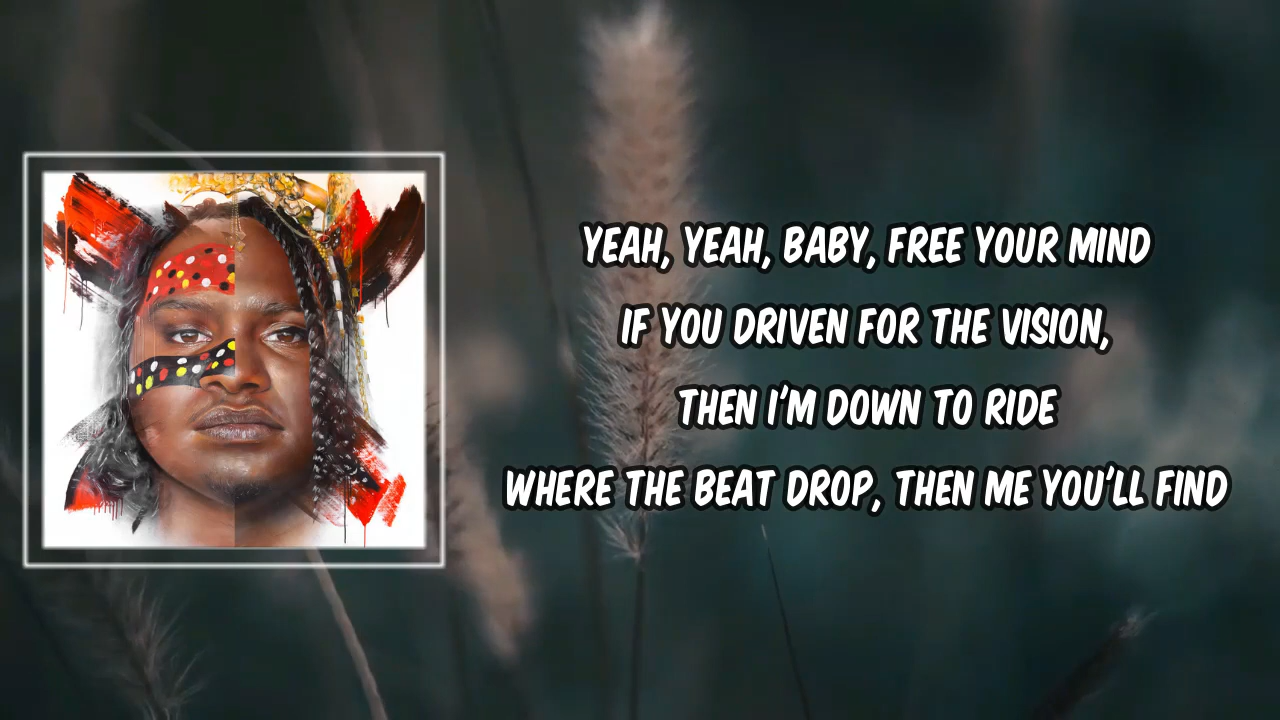 YEAH, YEAH, BABY, FREE YOUR MIND
IF YOU DRIVEN FOR THE VISION,
THEN I'M DOWN TO RIDE
WHERE THE BEAT DROP, THEN ME YOU'LL FIND